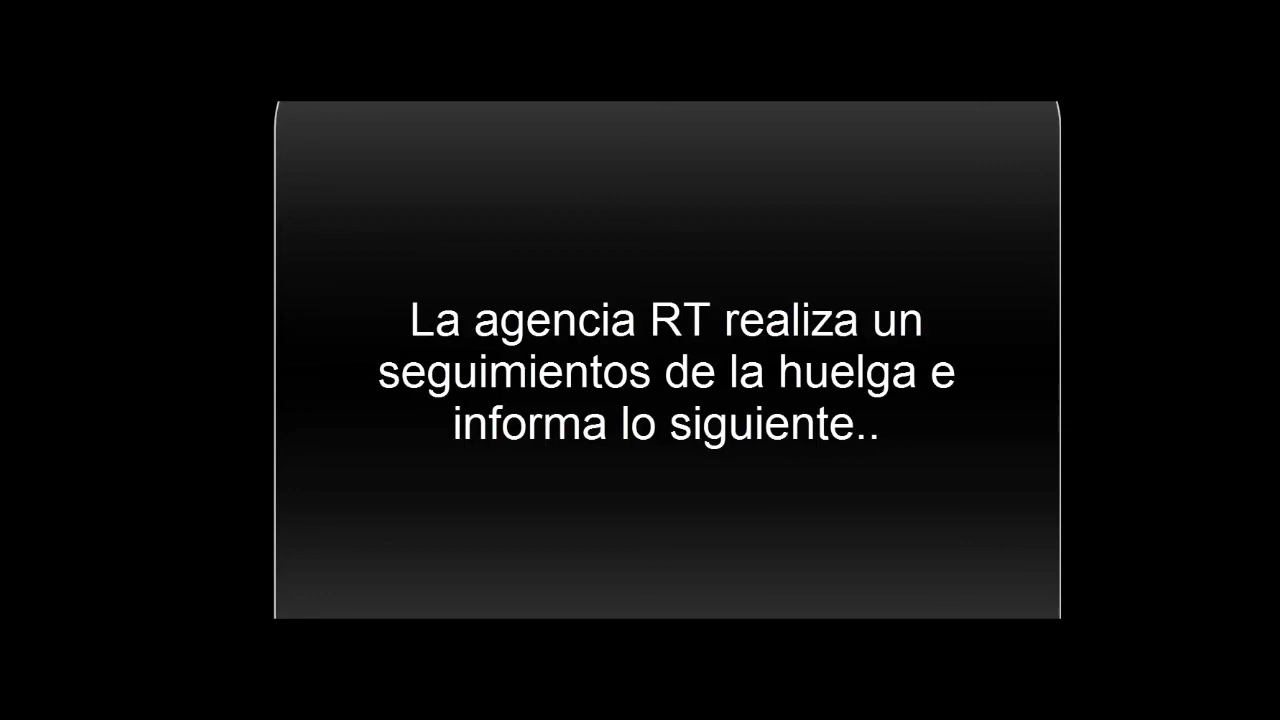 La agencia RT realiza un
seguimientos de la huelga e
informa lo siguiente..